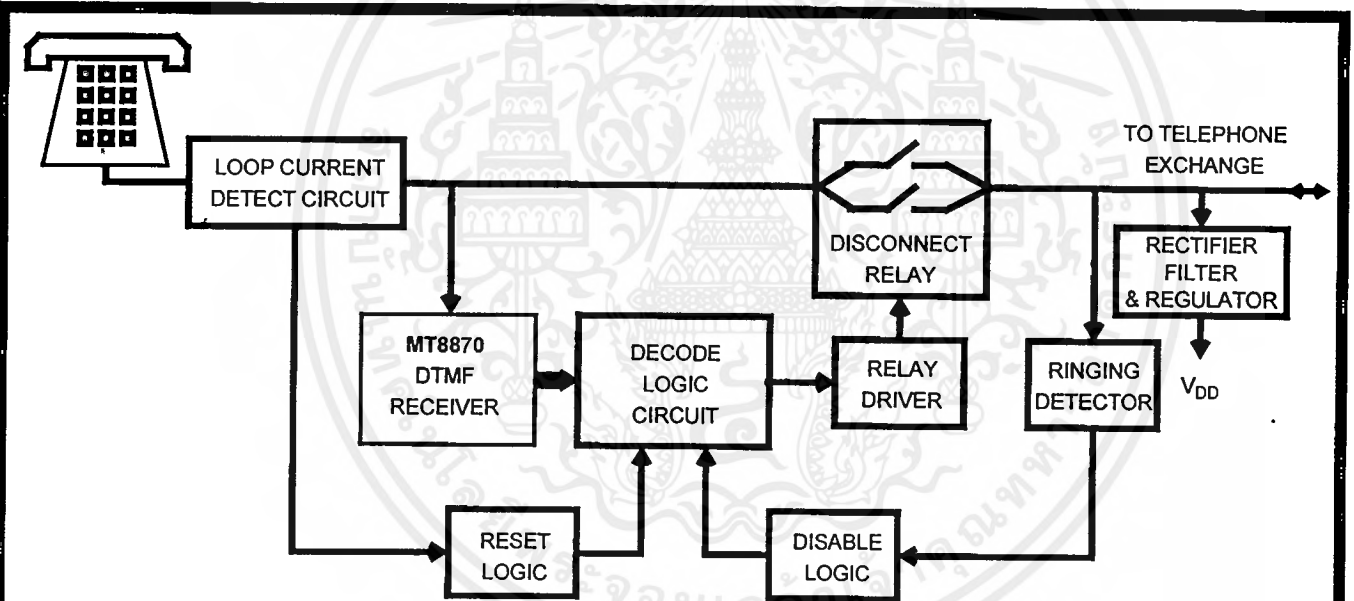 LOOP CURRENT
DETECT CIRCUIT
DISCONNECT
RELAY
TO TELEPHONE
EXCHANGE
RECTIFIER
FILTER
& REGULATOR
V_DD
MT8870
DTMF
RECEIVER
DECODE
LOGIC
CIRCUIT
RELAY
DRIVER
RINGING
DETECTOR
RESET
LOGIC
DISABLE
LOGIC